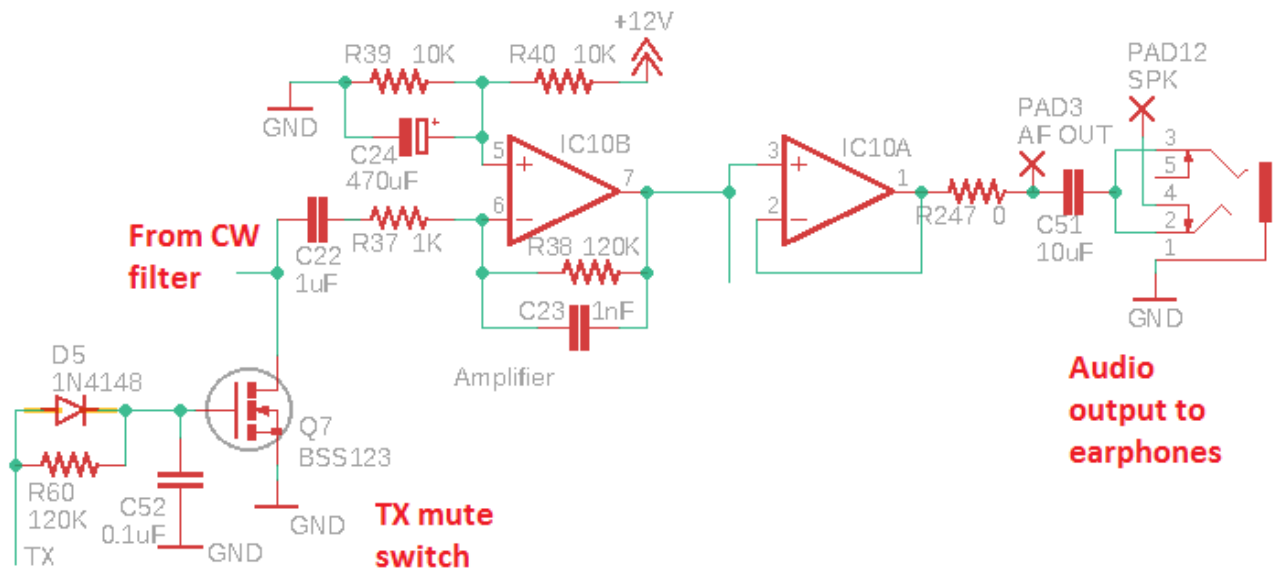 +12V
R39 10K
R40 10K
PAD12
SPK
PAD3
AF OUT
GND
C24
470uF
+
5
+
IC10B
7
6
-
3
+
IC10A
1
2
-
R247 0
C51
10uF
3
5
4
2
1
From CW
filter
C22
1uF
R37 1K
R38 120K
C23 1nF
GND
Amplifier
D5
1N4148
Q7
BSS123
R60
120K
C52
0.1uF
GND
GND
TX
TX mute
switch
Audio
output to
earphones